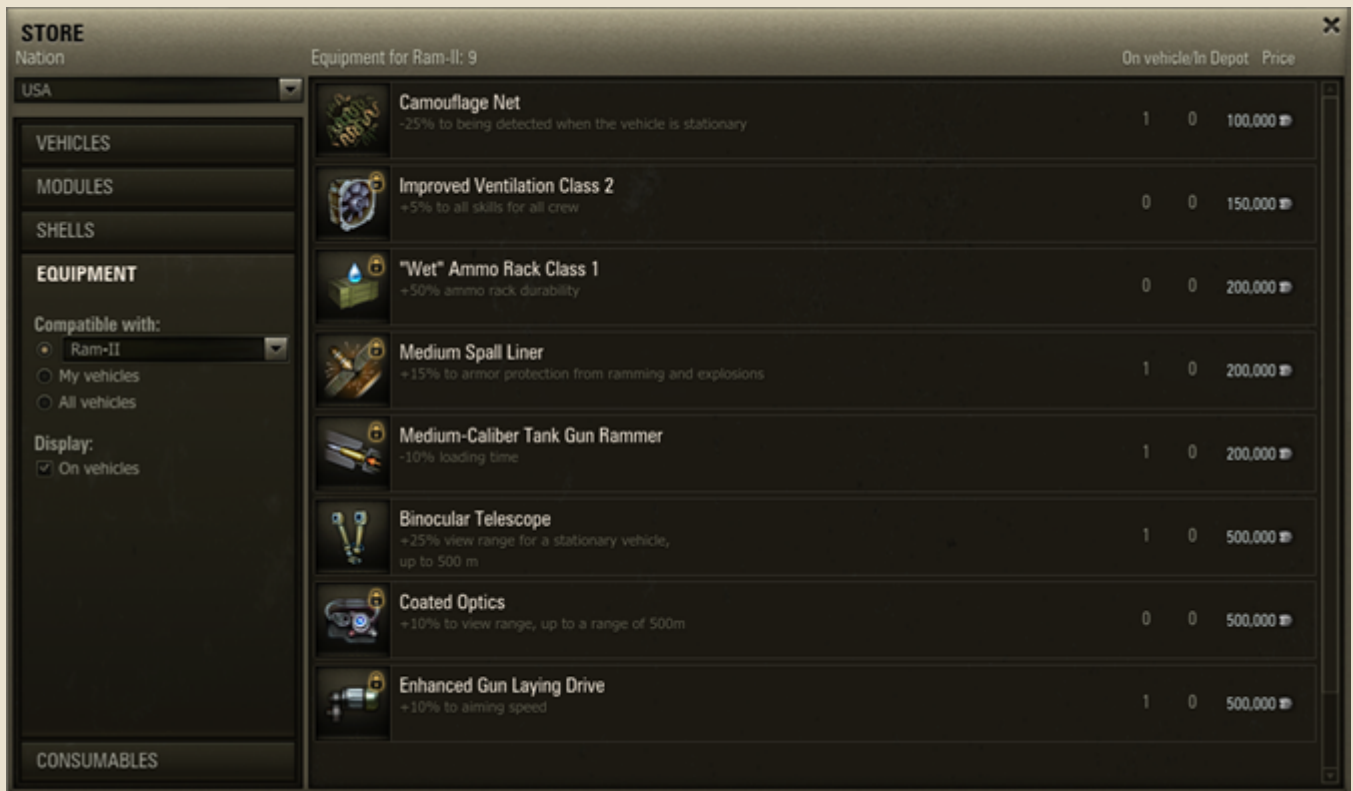 STORE
Nation
USA
VEHICLES
MODULES
SHELLS
EQUIPMENT
Compatible with:
Ram-II
My vehicles
All vehicles
Display:
On vehicles
CONSUMABLES
Equipment for Ram-II: 9 On vehicle/In Depot Price
Camouflage Net
-25% to being detected when the vehicle is stationary
1 0 100,000
Improved Ventilation Class 2
+5% to all skills for all crew
0 0 150,000
"Wet" Ammo Rack Class 1
+50% ammo rack durability
0 0 200,000
Medium Spall Liner
+15% to armor protection from ramming and explosions
1 0 200,000
Medium-Caliber Tank Gun Rammer
-10% loading time
1 0 200,000
Binocular Telescope
+25% view range for a stationary vehicle,
up to 500 m
1 0 500,000
Coated Optics
+10% to view range, up to a range of 500m
0 0 500,000
Enhanced Gun Laying Drive
+10% to aiming speed
1 0 500,000